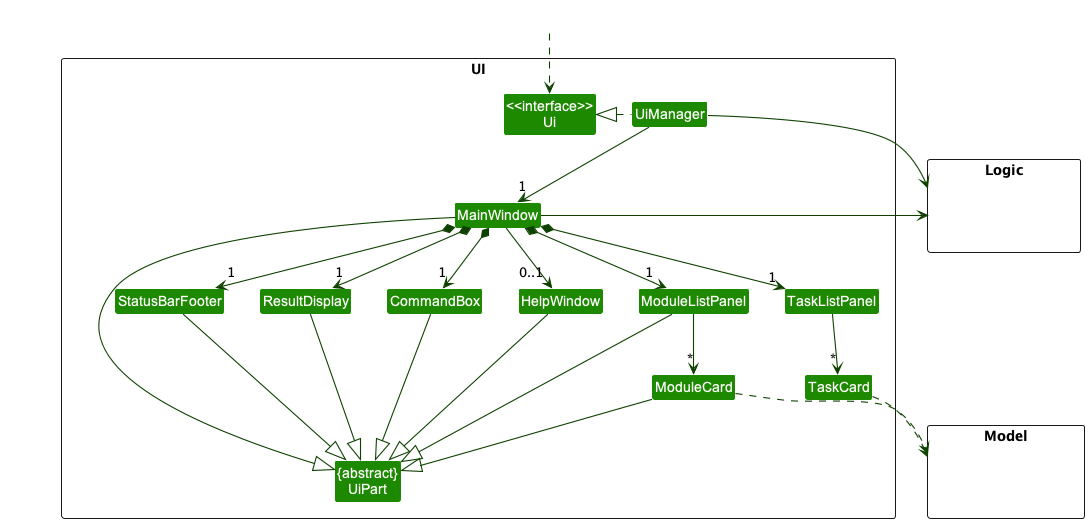 UI
<<interface>>
Ui
UiManager
Logic
1
MainWindow
1
1
1
0..1
1
1
StatusBarFooter
ResultDisplay
CommandBox
HelpWindow
ModuleListPanel
TaskListPanel
*
*
ModuleCard
TaskCard
Model
{abstract}
UiPart